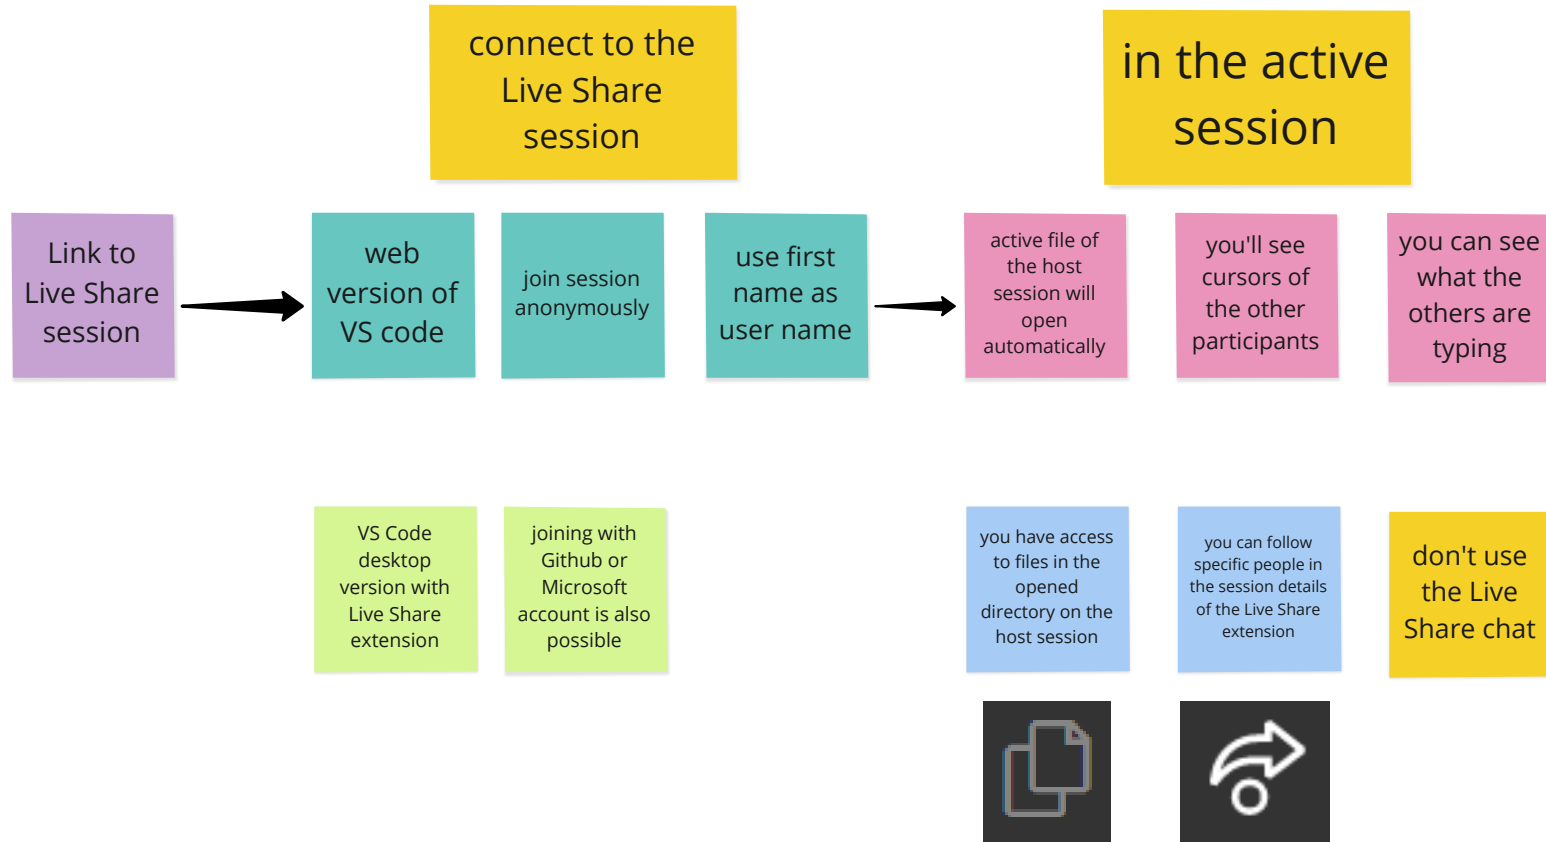 connect to the
Live Share
session
in the active
session
Link to
Live Share
session
web
version of
VS code
join session
anonymously
use first
name as
user name
active file of
the host
session will
open
automatically
you'll see
cursors of
the other
participants
you can see
what the
others are
typing
VS Code
desktop
version with
Live Share
extension
joining with
Github or
Microsoft
account is also
possible
you have access
to files in the
opened
directory on the
host session
you can follow
specific people in
the session details
of the Live Share
extension
don't use
the Live
Share chat